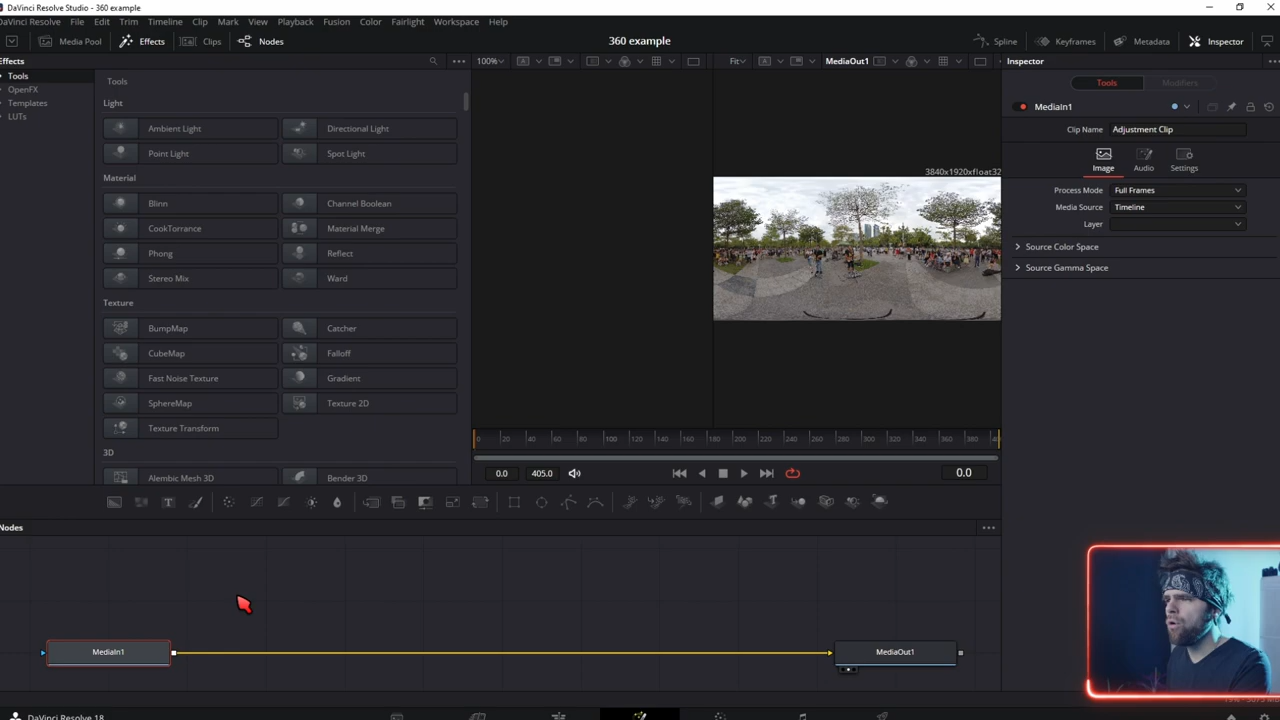 DaVinci Resolve Studio - 360 example
DaVinci Resolve File Edit Trim Timeline Clip Mark View Playback Fusion Color Fairlight Workspace Help
Media Pool Effects Clips Nodes 360 example Spline Keyframes Metadata Inspector
Effects 100% Fit MediaOut1 Inspector
Tools
OpenFX
Templates
LUTs
Tools
Light
Ambient Light Directional Light
Point Light Spot Light
Material
Blinn Channel Boolean
CookTorrance Material Merge
Phong Reflect
Stereo Mix Ward
Texture
BumpMap Catcher
CubeMap Falloff
Fast Noise Texture Gradient
SphereMap Texture 2D
Texture Transform
3D
Alembic Mesh 3D Bender 3D
3840x1920xfloat32
0 20 40 60 80 100 120 140 160 180 200 220 240 260 280 300 320 340 360 380
0.0 405.0 0.0
Tools Modifiers
MediaIn1
Clip Name Adjustment Clip
Image Audio Settings
Process Mode Full Frames
Media Source Timeline
Layer
Source Color Space
Source Gamma Space
Nodes
MediaIn1 MediaOut1
DaVinci Resolve 18